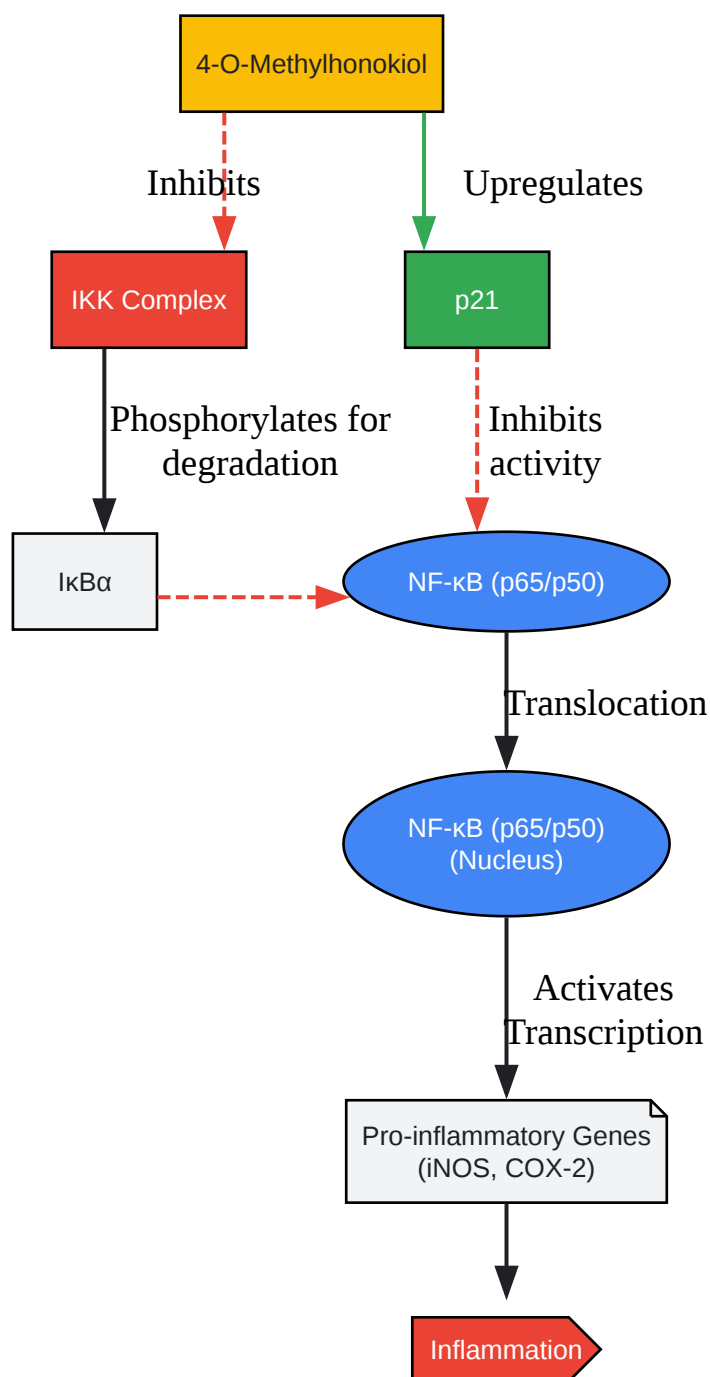 4-O-Methylhonokiol
Inhibits
Upregulates
IKK Complex
p21
Phosphorylates for
degradation
Inhibits
activity
IκBα
NF-κB (p65/p50)
Translocation
NF-κB (p65/p50)
(Nucleus)
Activates
Transcription
Pro-inflammatory Genes
(iNOS, COX-2)
Inflammation